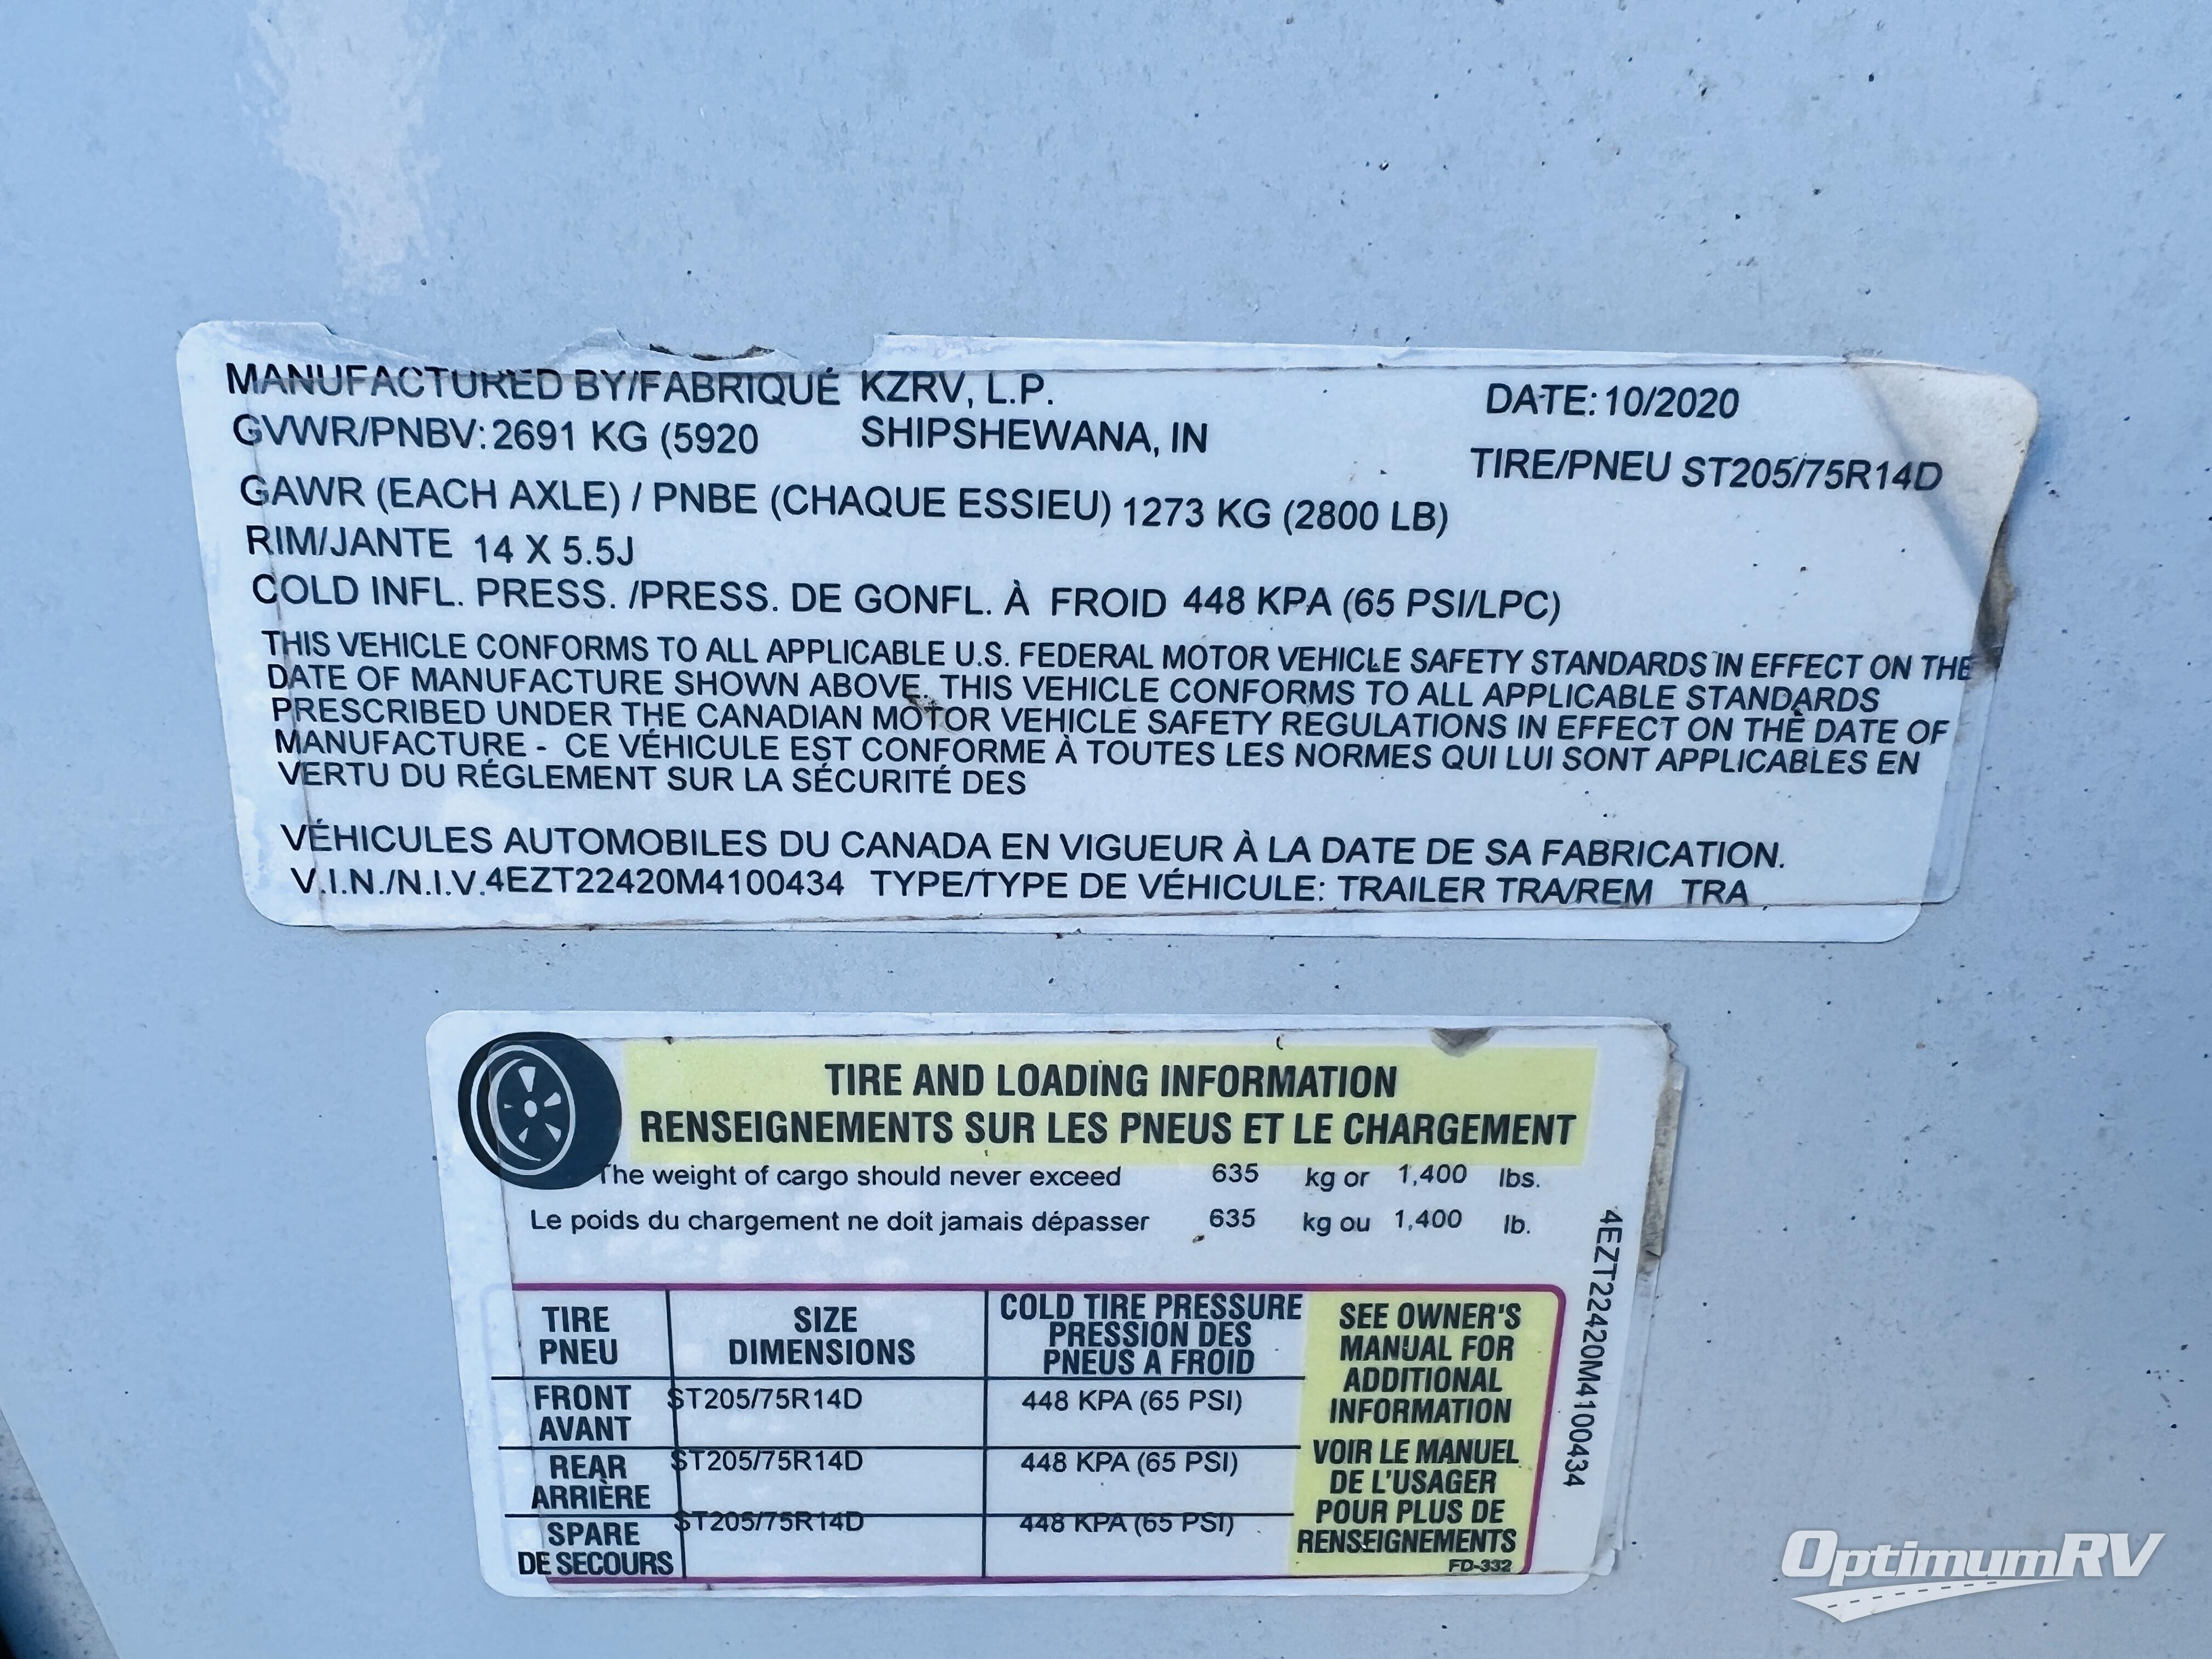 MANUFACTURED BY/FABRIQUÉ KZRV, L.P. DATE: 10/2020
GVWR/PNBV: 2691 KG (5920 SHIPSHEWANA, IN
TIRE/PNEU ST205/75R14D
GAWR (EACH AXLE) / PNBE (CHAQUE ESSIEU) 1273 KG (2800 LB)
RIM/JANTE 14 X 5.5J
COLD INFL. PRESS. /PRESS. DE GONFL. À FROID 448 KPA (65 PSI/LPC)
THIS VEHICLE CONFORMS TO ALL APPLICABLE U.S. FEDERAL MOTOR VEHICLE SAFETY STANDARDS IN EFFECT ON THE
DATE OF MANUFACTURE SHOWN ABOVE. THIS VEHICLE CONFORMS TO ALL APPLICABLE STANDARDS
PRESCRIBED UNDER THE CANADIAN MOTOR VEHICLE SAFETY REGULATIONS IN EFFECT ON THE DATE OF
MANUFACTURE - CE VÉHICULE EST CONFORME À TOUTES LES NORMES QUI LUI SONT APPLICABLES EN
VERTU DU RÉGLEMENT SUR LA SÉCURITÉ DES
VÉHICULES AUTOMOBILES DU CANADA EN VIGUEUR À LA DATE DE SA FABRICATION.
V.I.N./N.I.V. 4EZT22420M4100434 TYPE/TYPE DE VÉHICULE: TRAILER TRA/REM TRA
TIRE AND LOADING INFORMATION
RENSEIGNEMENTS SUR LES PNEUS ET LE CHARGEMENT
The weight of cargo should never exceed 635 kg or 1,400 lbs.
Le poids du chargement ne doit jamais dépasser 635 kg ou 1,400 lb.
4EZT22420M4100434
TIRE
PNEU
SIZE
DIMENSIONS
COLD TIRE PRESSURE
PRESSION DES
PNEUS A FROID
FRONT
AVANT
ST205/75R14D
448 KPA (65 PSI)
REAR
ARRIÈRE
ST205/75R14D
448 KPA (65 PSI)
SPARE
DE SECOURS
ST205/75R14D
448 KPA (65 PSI)
SEE OWNER'S
MANUAL FOR
ADDITIONAL
INFORMATION
VOIR LE MANUEL
DE L'USAGER
POUR PLUS DE
RENSEIGNEMENTS
FD-332
OptimumRV